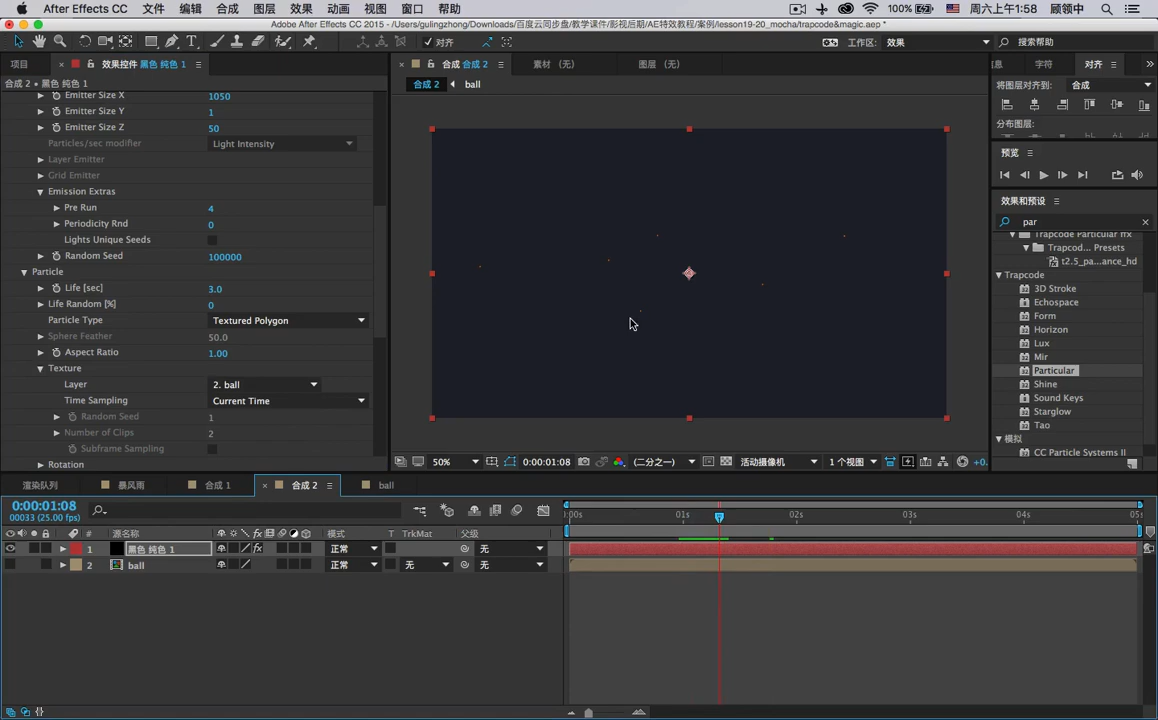 After Effects CC 文件 编辑 合成 图层 效果 动画 视图 窗口 帮助 100% 周六上午1:58 顾领中
Adobe After Effects CC 2015 - /Users/gulingzhong/Downloads/百度云同步盘/教学课件/影视后期/AE特效教程/案例/lesson19-20_mocha/trapcode&magic.aep *
T 对齐 工作区: 效果 搜索帮助
项目 效果控件 黑色 纯色 1 合成 合成 2 素材 (无) 图层 (无) 息 字符 对齐
合成 2 • 黑色 纯色 1 合成 2 ball 将图层对齐到: 合成
Emitter Size X 1050
Emitter Size Y 1
Emitter Size Z 50
分布图层:
Particles/sec modifier Light Intensity
Layer Emitter 预览
Grid Emitter
Emission Extras
Pre Run 4 效果和预设
Periodicity Rnd 0 par
Lights Unique Seeds Trapcode Particular ffx
Random Seed 100000 Trapcod... Presets
t2.5_pa...ance_hd
Particle Trapcode
Life [sec] 3.0 3D Stroke
Life Random [%] 0 Echospace
Particle Type Textured Polygon Form
Horizon
Sphere Feather 50.0 Lux
Aspect Ratio 1.00 Mir
Texture Particular
Layer 2. ball Shine
Time Sampling Current Time Sound Keys
Random Seed 1 Starglow
Number of Clips 2 Tao
Subframe Sampling 模拟
Rotation CC Particle Systems II
50% 0:00:01:08 (二分之一) 活动摄像机 1 个视图 +0.
渲染队列 暴风雨 合成 1 合成 2 ball
0:00:01:08
00033 (25.00 fps)
:00s 01s 02s 03s 04s 05s
# 源名称 模式 T TrkMat 父级
1 黑色 纯色 1 正常 无
2 ball 正常 无 无